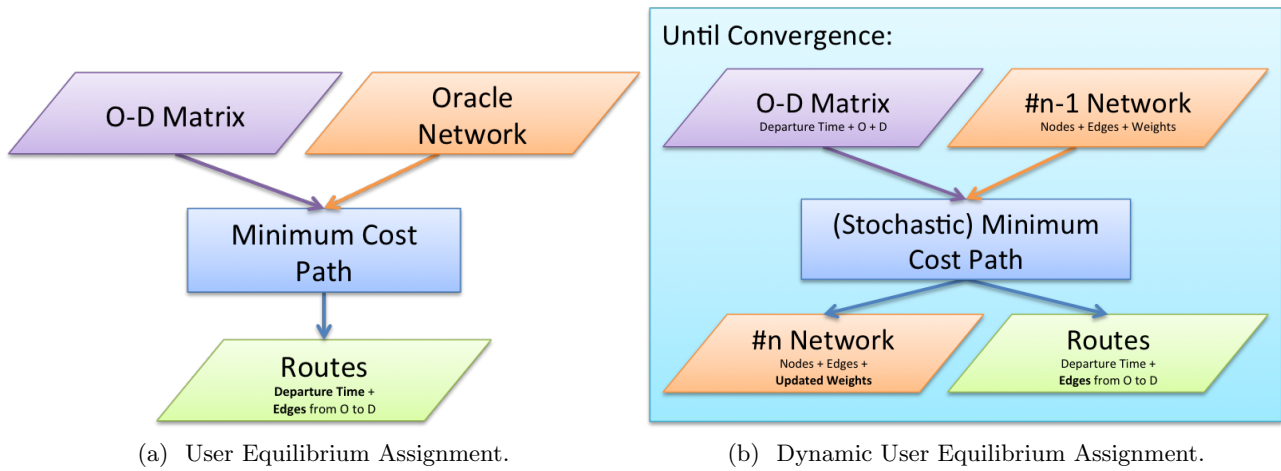 O-D Matrix
Oracle
Network
Minimum Cost
Path
Routes
Departure Time +
Edges from O to D
(a) User Equilibrium Assignment.
Until Convergence:
O-D Matrix
Departure Time + O + D
#n-1 Network
Nodes + Edges + Weights
(Stochastic) Minimum
Cost Path
#n Network
Nodes + Edges +
Updated Weights
Routes
Departure Time +
Edges from O to D
(b) Dynamic User Equilibrium Assignment.